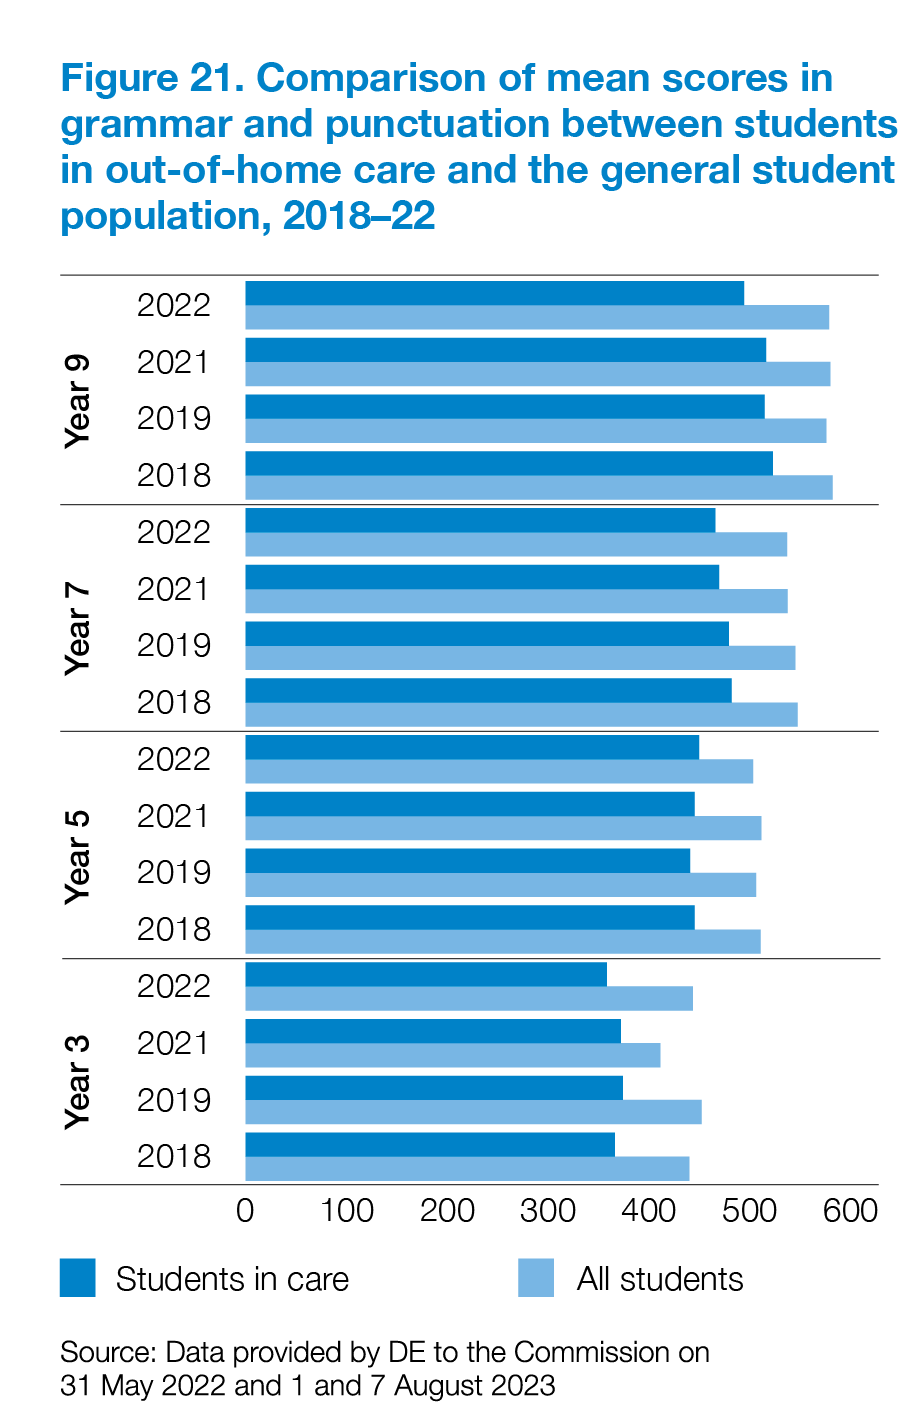 Figure 21. Comparison of mean scores in
grammar and punctuation between students
in out-of-home care and the general student
population, 2018–22
Year 9
2022
2021
2019
2018
Year 7
2022
2021
2019
2018
Year 5
2022
2021
2019
2018
Year 3
2022
2021
2019
2018
0 100 200 300 400 500 600
Students in care All students
Source: Data provided by DE to the Commission on
31 May 2022 and 1 and 7 August 2023